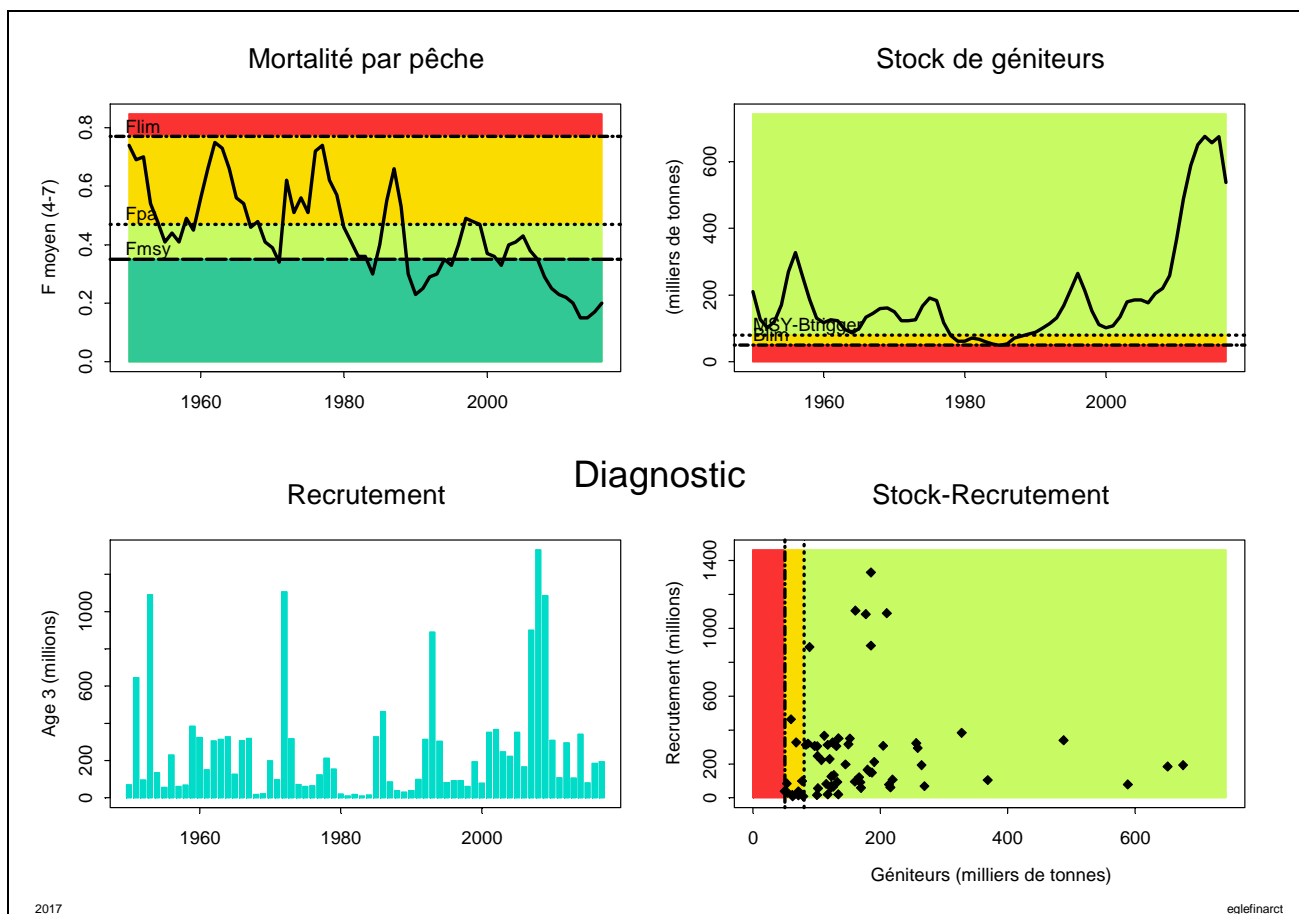 Mortalité par pêche
F moyen (4-7)
0.0 0.2 0.4 0.6 0.8
Flim
Fpa
Fmsy
1960 1980 2000
Stock de géniteurs
(milliers de tonnes)
0 200 400 600
MSY-Btrigger
Blim
1960 1980 2000
Diagnostic
Recrutement
Age 3 (millions)
0 200 600 1000
1960 1980 2000
Stock-Recrutement
Recrutement (millions)
0 200 600 1000 1400
0 200 400 600
Géniteurs (milliers de tonnes)
2017
eglefinarct